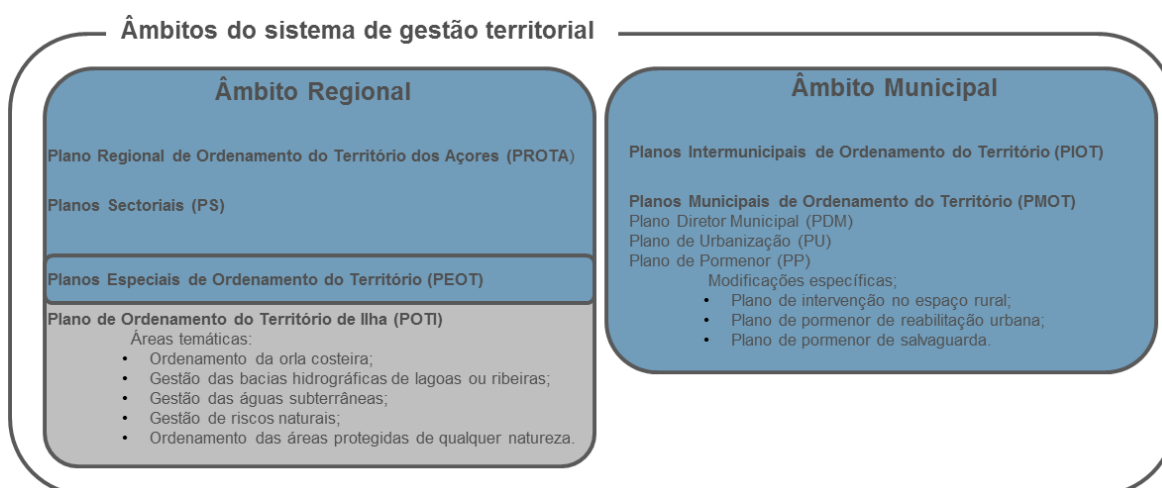 Âmbitos do sistema de gestão territorial
Âmbito Regional
Plano Regional de Ordenamento do Território dos Açores (PROTA)
Planos Sectoriais (PS)
Planos Especiais de Ordenamento do Território (PEOT)
Plano de Ordenamento do Território de Ilha (POTI)
Áreas temáticas:
• Ordenamento da orla costeira;
• Gestão das bacias hidrográficas de lagoas ou ribeiras;
• Gestão das águas subterrâneas;
• Gestão de riscos naturais;
• Ordenamento das áreas protegidas de qualquer natureza.
Âmbito Municipal
Planos Intermunicipais de Ordenamento do Território (PIOT)
Planos Municipais de Ordenamento do Território (PMOT)
Plano Diretor Municipal (PDM)
Plano de Urbanização (PU)
Plano de Pormenor (PP)
Modificações específicas;
• Plano de intervenção no espaço rural;
• Plano de pormenor de reabilitação urbana;
• Plano de pormenor de salvaguarda.